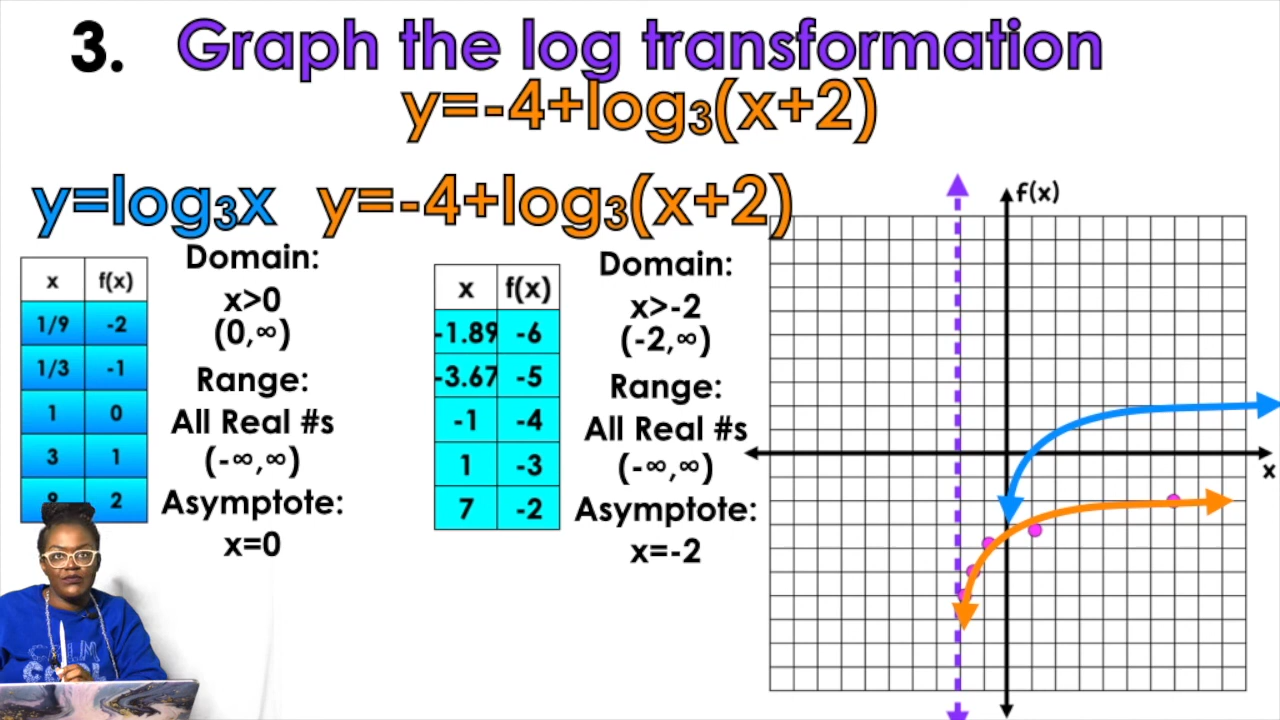 3. Graph the log transformation
y=-4+log₃(x+2)
y=log₃x y=-4+log₃(x+2)
x f(x)
1/9 -2
1/3 -1
1 0
3 1
2
Domain:
x>0
(0,∞)
Range:
All Real #s
(-∞,∞)
Asymptote:
x=0
x f(x)
-1.89 -6
-3.67 -5
-1 -4
1 -3
7 -2
Domain:
x>-2
(-2,∞)
Range:
All Real #s
(-∞,∞)
Asymptote:
x=-2
f(x)
x